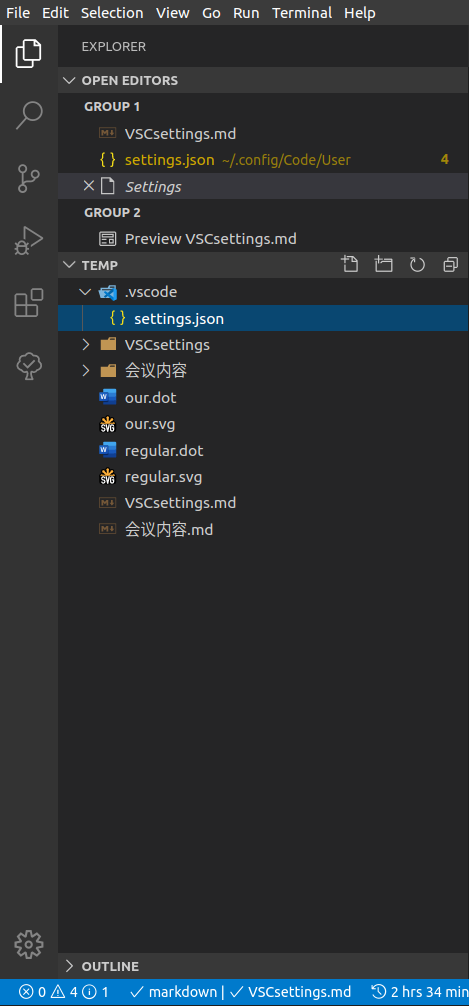 File Edit Selection View Go Run Terminal Help
EXPLORER
OPEN EDITORS
GROUP 1
VSCsettings.md
{ } settings.json ~/.config/Code/User 4
Settings
GROUP 2
Preview VSCsettings.md
TEMP
.vscode
{ } settings.json
VSCsettings
会议内容
W our.dot
SVG our.svg
W regular.dot
SVG regular.svg
VSCsettings.md
会议内容.md
OUTLINE
0 4 1 markdown | VSCsettings.md 2 hrs 34 min